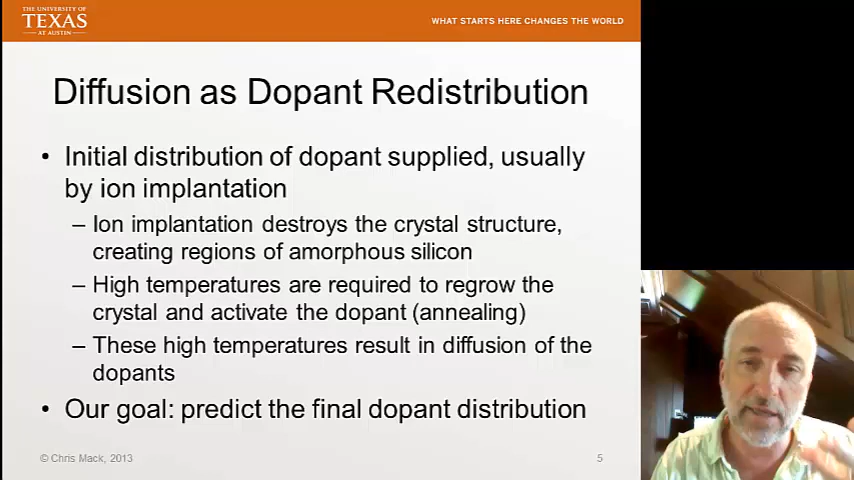 THE UNIVERSITY OF
TEXAS
AT AUSTIN
WHAT STARTS HERE CHANGES THE WORLD
Diffusion as Dopant Redistribution
• Initial distribution of dopant supplied, usually
by ion implantation
– Ion implantation destroys the crystal structure,
creating regions of amorphous silicon
– High temperatures are required to regrow the
crystal and activate the dopant (annealing)
– These high temperatures result in diffusion of the
dopants
• Our goal: predict the final dopant distribution
© Chris Mack, 2013
5